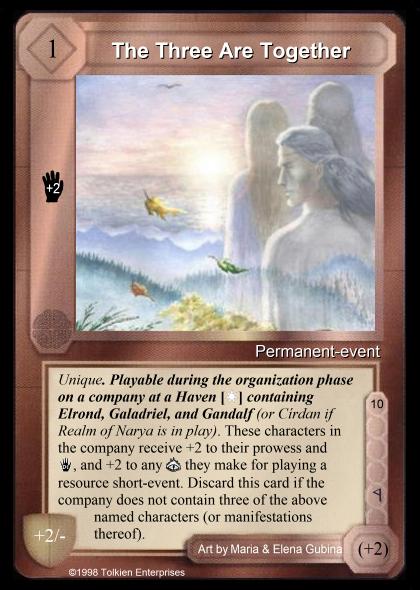 1
The Three Are Together
+2
Permanent-event
Unique. Playable during the organization phase
on a company at a Haven [ ] containing
Elrond, Galadriel, and Gandalf (or Círdan if
Realm of Narya is in play). These characters in
the company receive +2 to their prowess and
, and +2 to any they make for playing a
resource short-event. Discard this card if the
company does not contain three of the above
named characters (or manifestations
thereof).
10
+2/-
Art by Maria & Elena Gubina
(+2)
©1998 Tolkien Enterprises